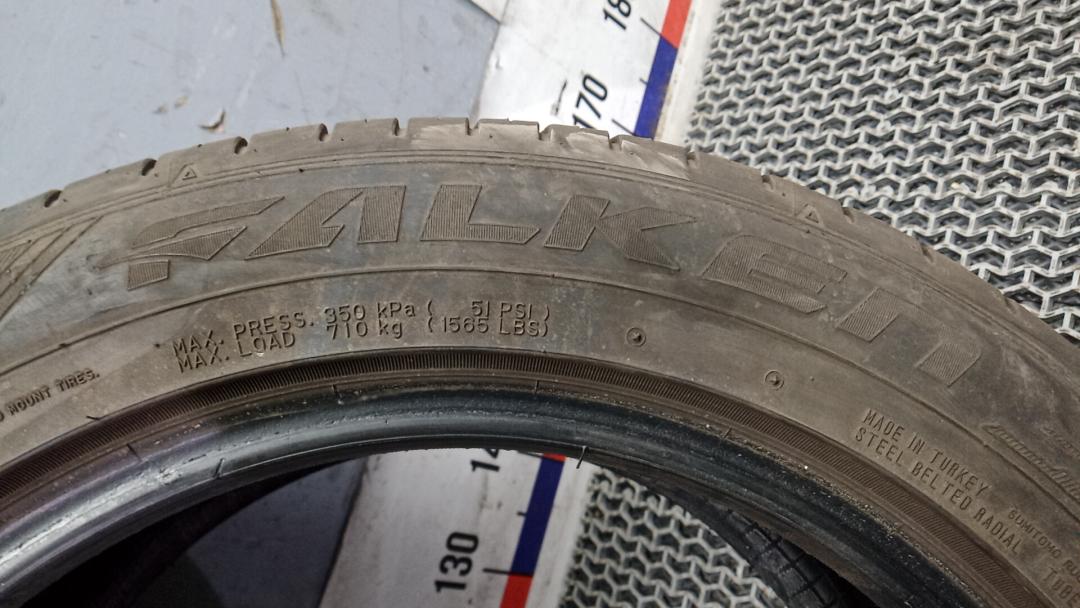 180
170
FALKEN
MAX. PRESS. 350 kPa ( 51 PSI )
MAX. LOAD 710 kg (1565 LBS)
MOUNT TIRES.
MADE IN TURKEY
STEEL BELTED RADIAL
SUMITOMO
130